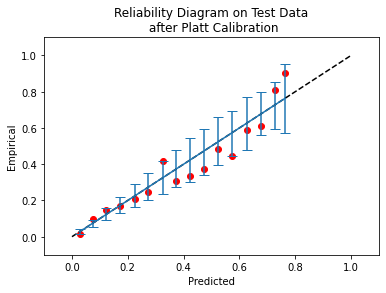 Reliability Diagram on Test Data
after Platt Calibration
Empirical
1.0
0.8
0.6
0.4
0.2
0.0
0.0 0.2 0.4 0.6 0.8 1.0
Predicted